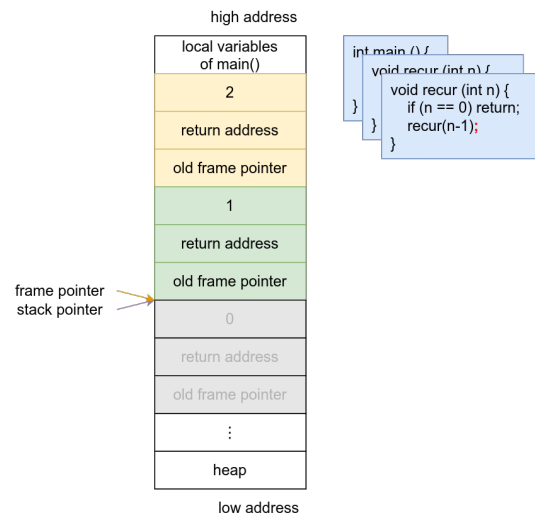 high address
local variables
of main()
2
return address
old frame pointer
1
return address
old frame pointer
frame pointer
stack pointer
0
return address
old frame pointer
⋮
heap
low address
int main () {
}
void recur (int n) {
}
void recur (int n) {
if (n == 0) return;
recur(n-1);
}